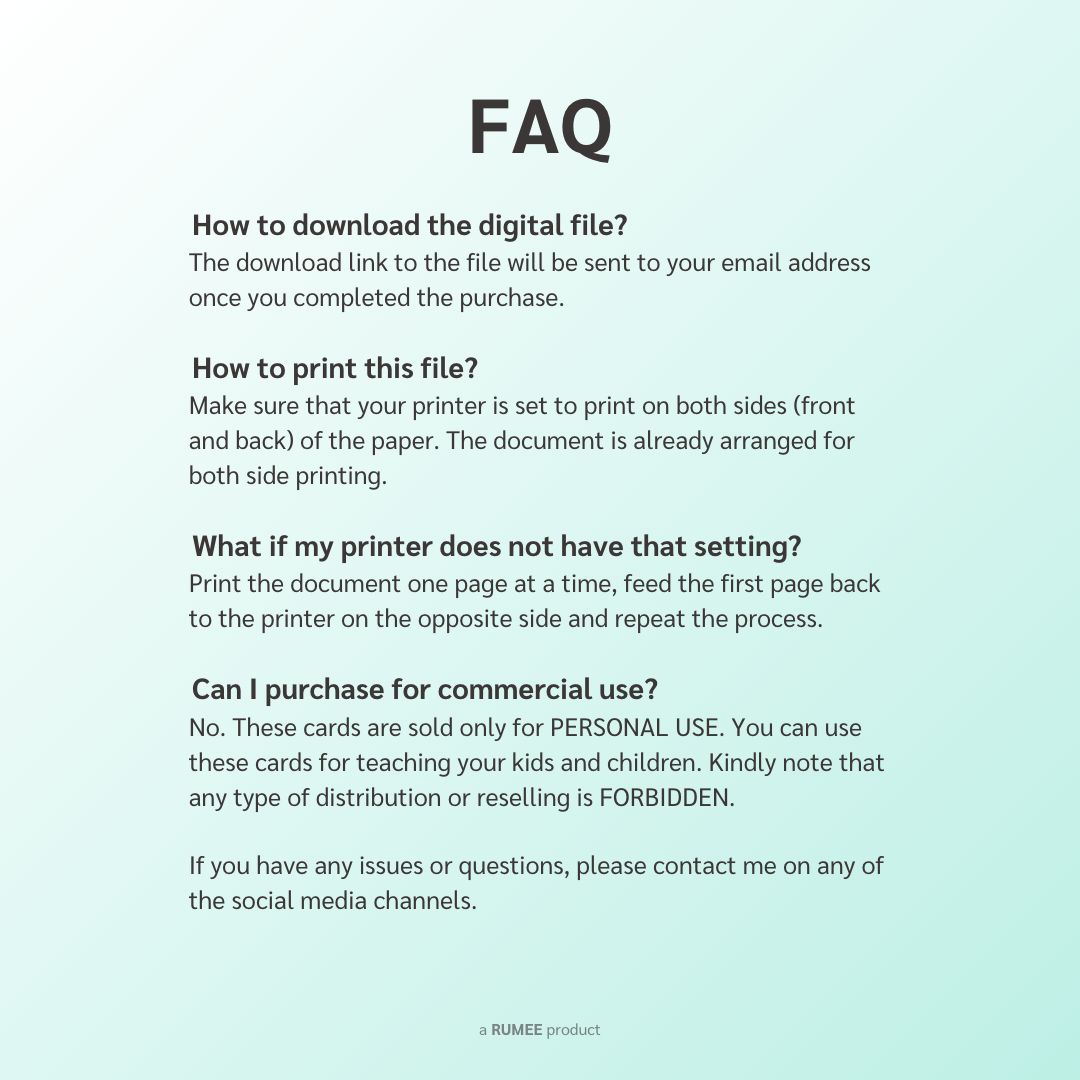 FAQ
How to download the digital file?
The download link to the file will be sent to your email address
once you completed the purchase.
How to print this file?
Make sure that your printer is set to print on both sides (front
and back) of the paper. The document is already arranged for
both side printing.
What if my printer does not have that setting?
Print the document one page at a time, feed the first page back
to the printer on the opposite side and repeat the process.
Can I purchase for commercial use?
No. These cards are sold only for PERSONAL USE. You can use
these cards for teaching your kids and children. Kindly note that
any type of distribution or reselling is FORBIDDEN.
If you have any issues or questions, please contact me on any of
the social media channels.
a RUMEE product